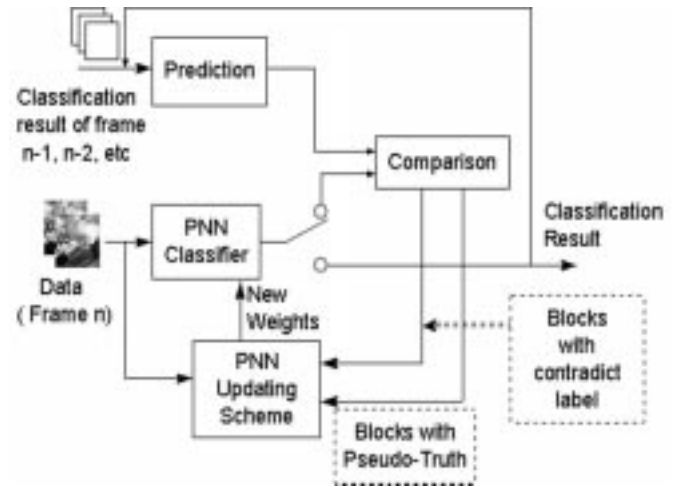 Prediction
Classification
result of frame
n-1, n-2, etc
Comparison
PNN
Classifier
Classification
Result
Data
( Frame n)
New
Weights
PNN
Updating
Scheme
Blocks
with
contradict
label
Blocks with
Pseudo-Truth